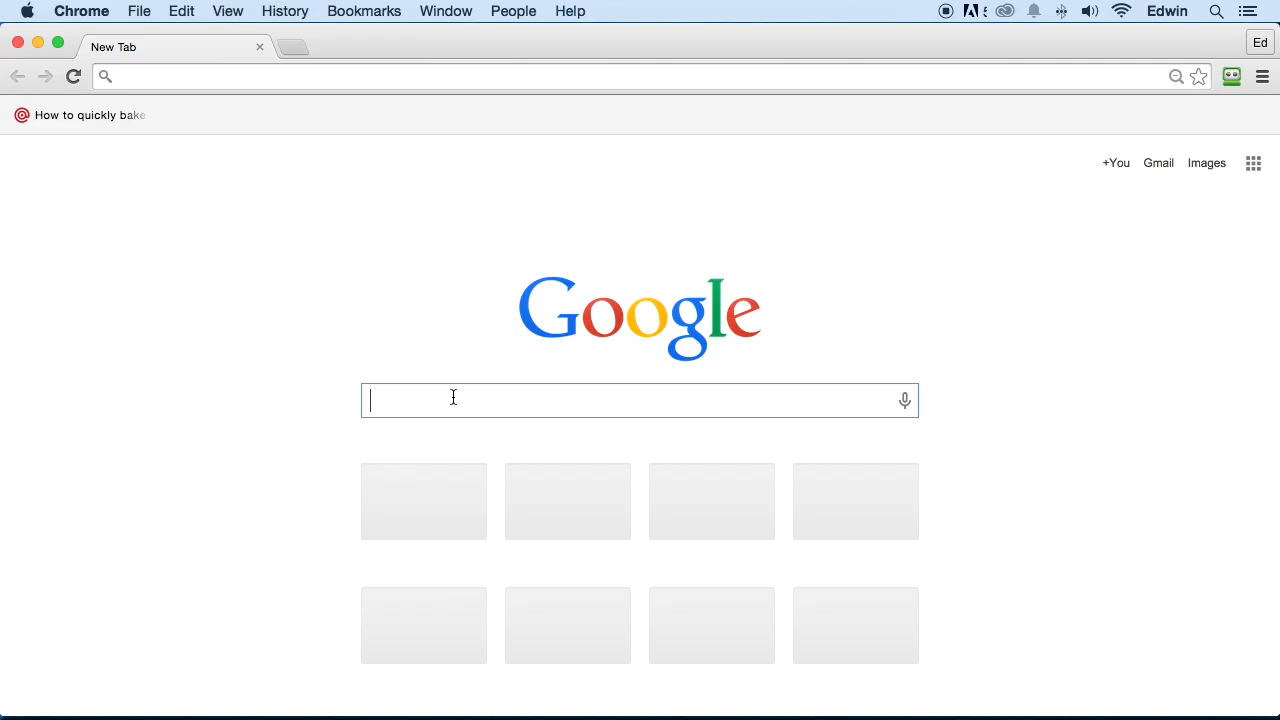 Chrome File Edit View History Bookmarks Window People Help 5 Edwin
New Tab Ed
How to quickly bake
+You Gmail Images
Google